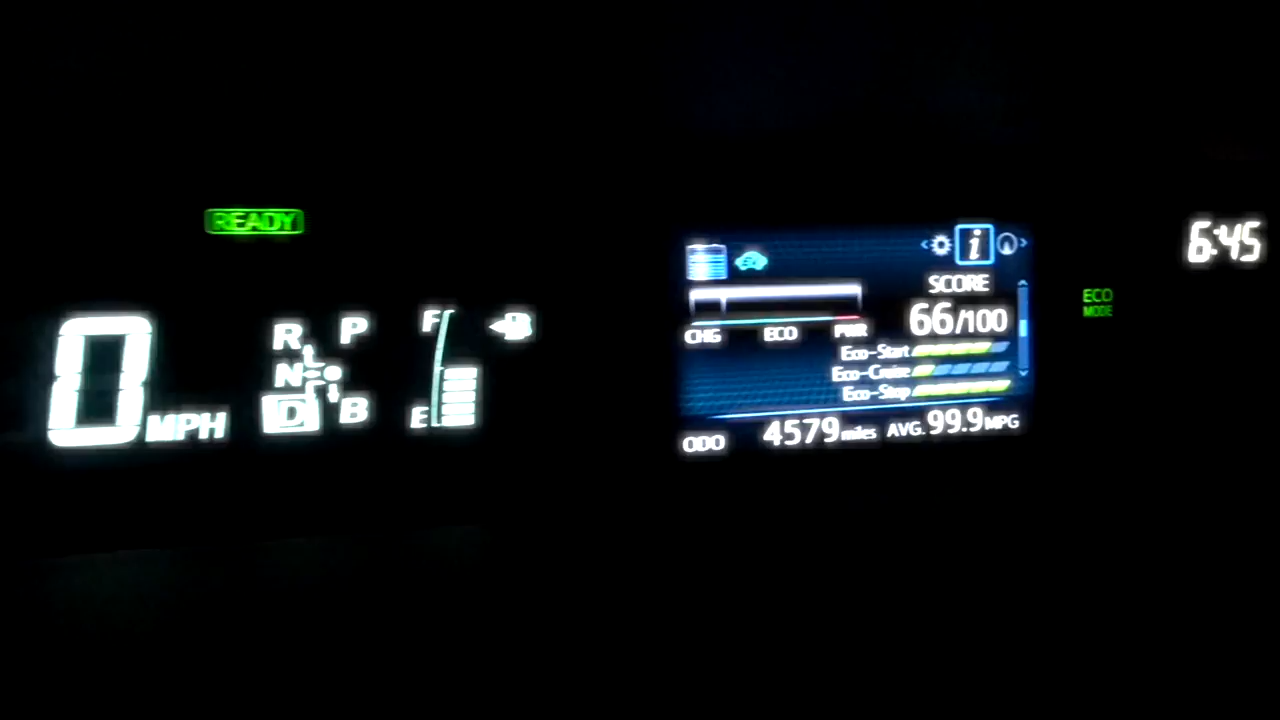 READY
0 MPH
R P
N
D B
F
E
i
SCORE
66/100
CHG ECO PWR
Eco-Start
Eco-Cruise
Eco-Stop
ODO 4579 miles AVG. 99.9 MPG
ECO
MODE
6:45